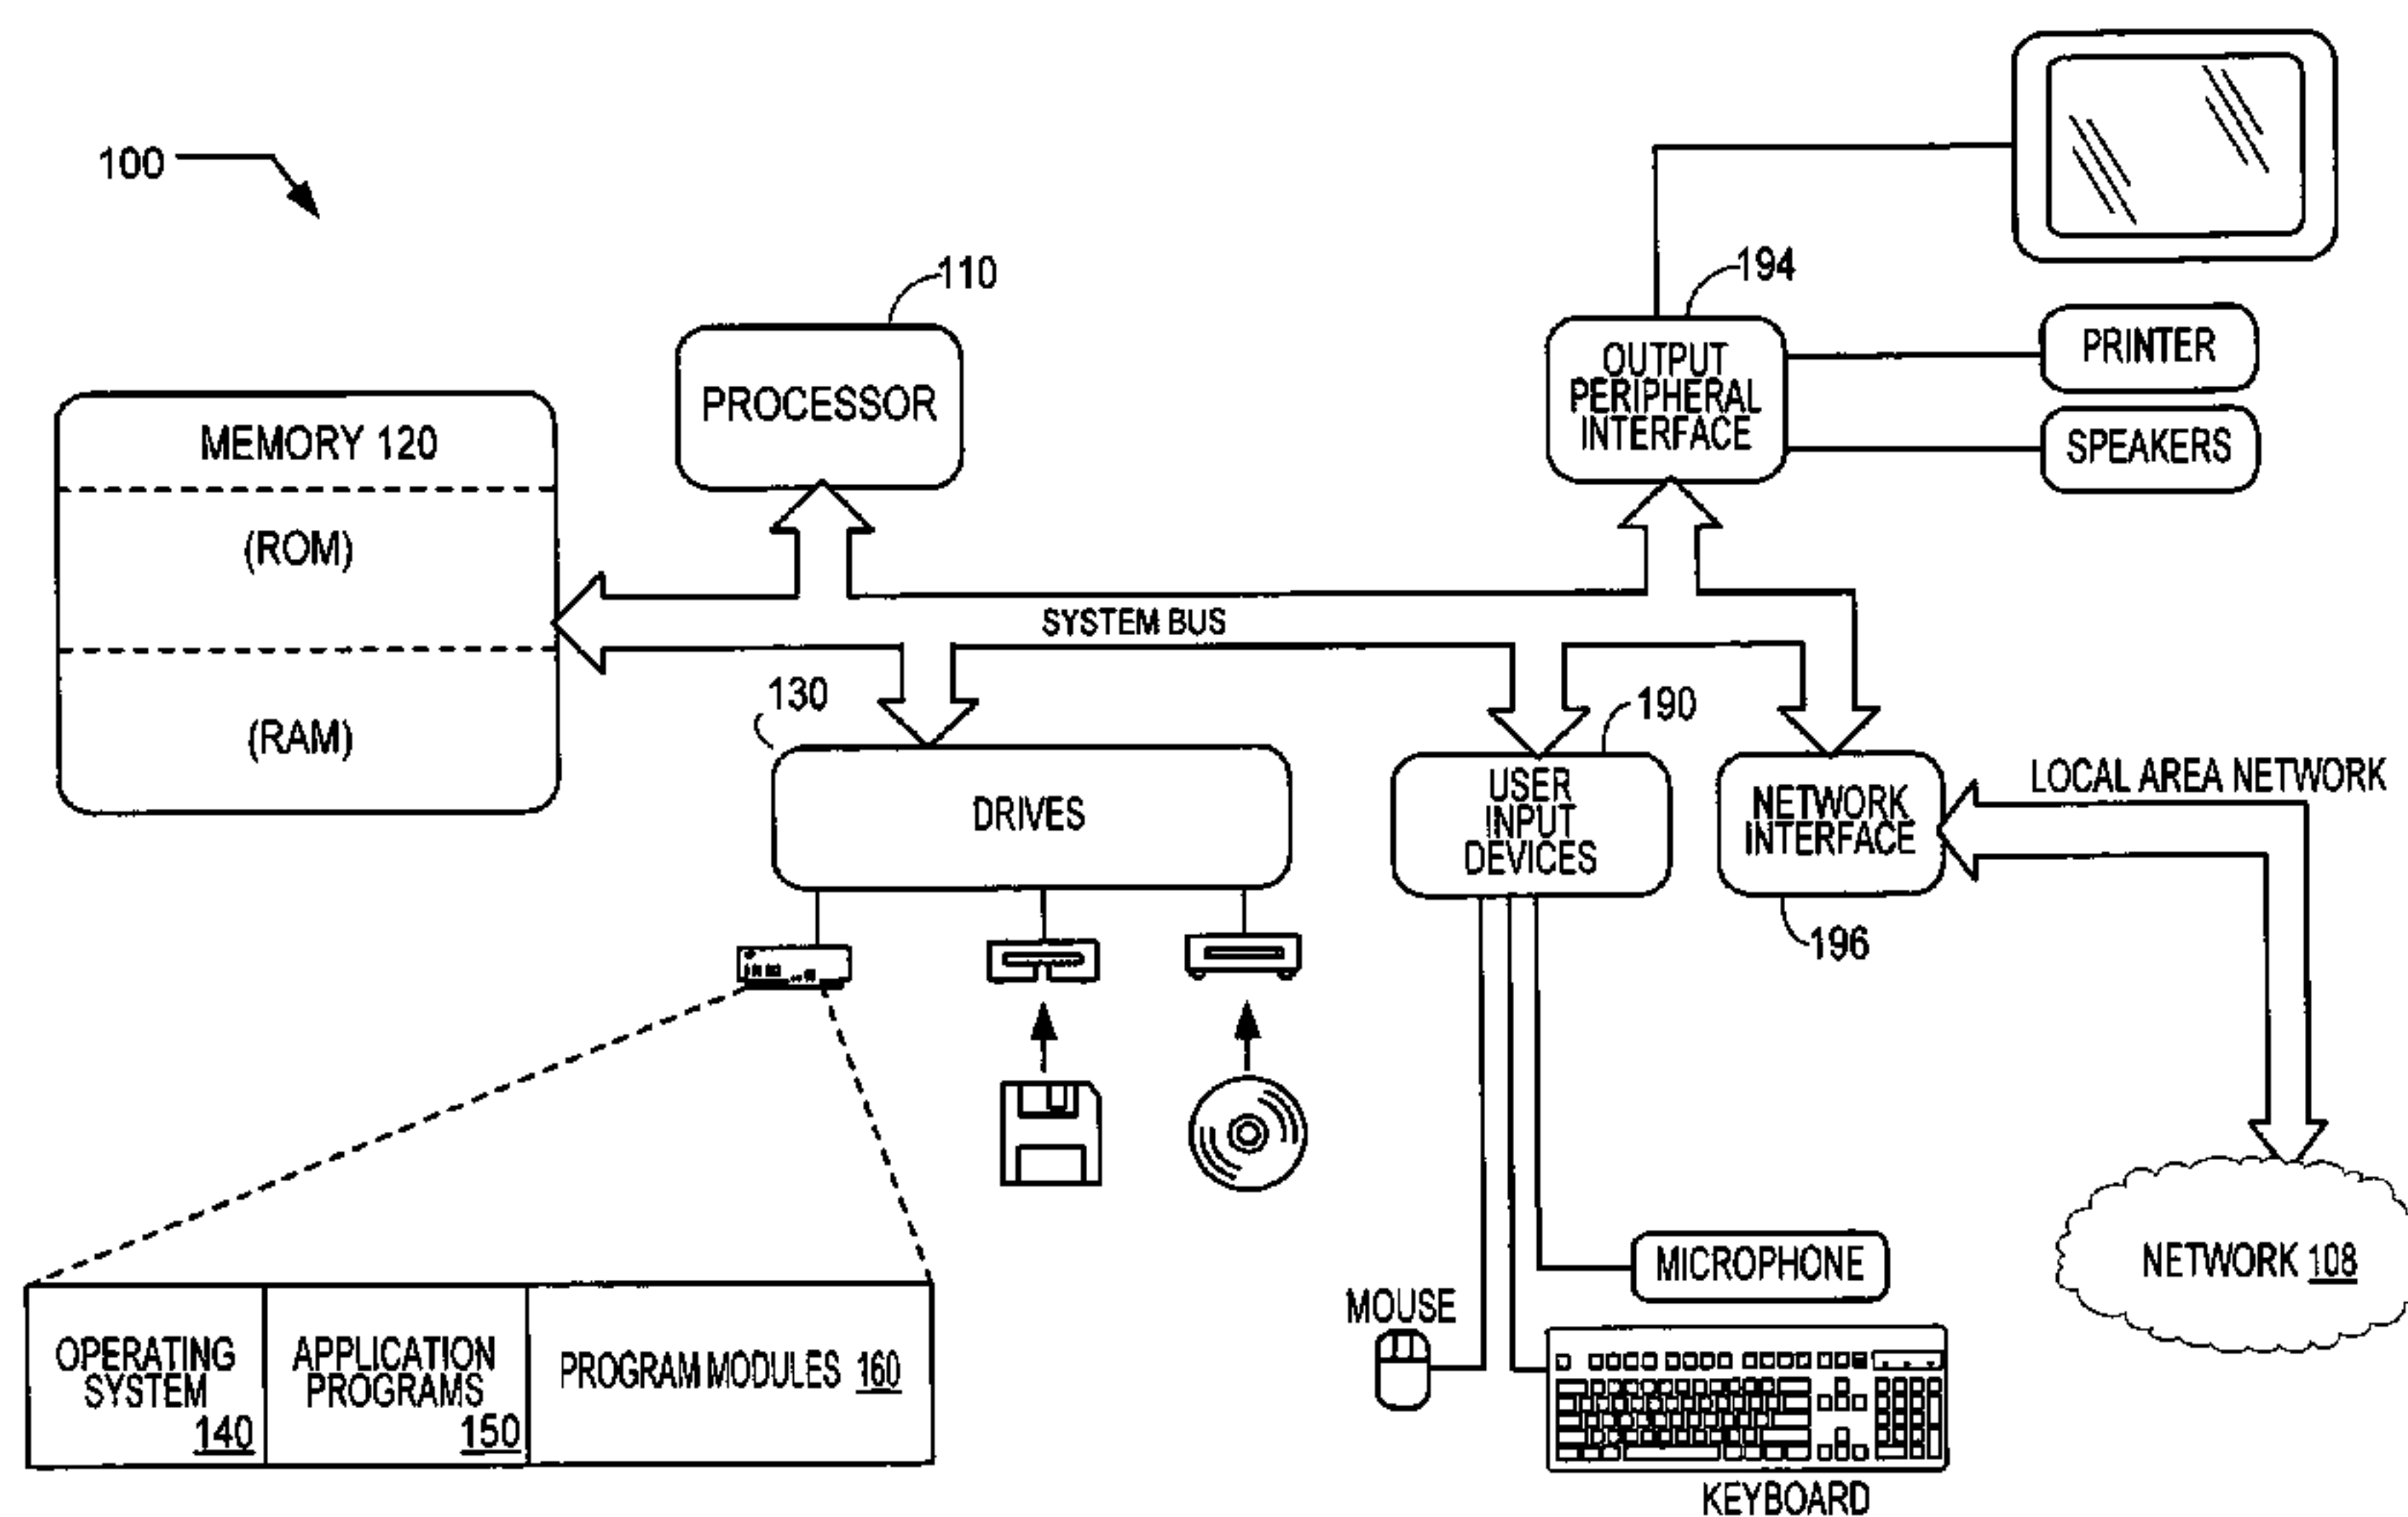 100
110
194
PROCESSOR
OUTPUT
PERIPHERAL
INTERFACE
PRINTER
SPEAKERS
MEMORY 120
(ROM)
(RAM)
SYSTEM BUS
130
DRIVES
190
USER
INPUT
DEVICES
NETWORK
INTERFACE
196
LOCAL AREA NETWORK
NETWORK 108
MICROPHONE
MOUSE
KEYBOARD
OPERATING
SYSTEM
140
APPLICATION
PROGRAMS
150
PROGRAM MODULES 160